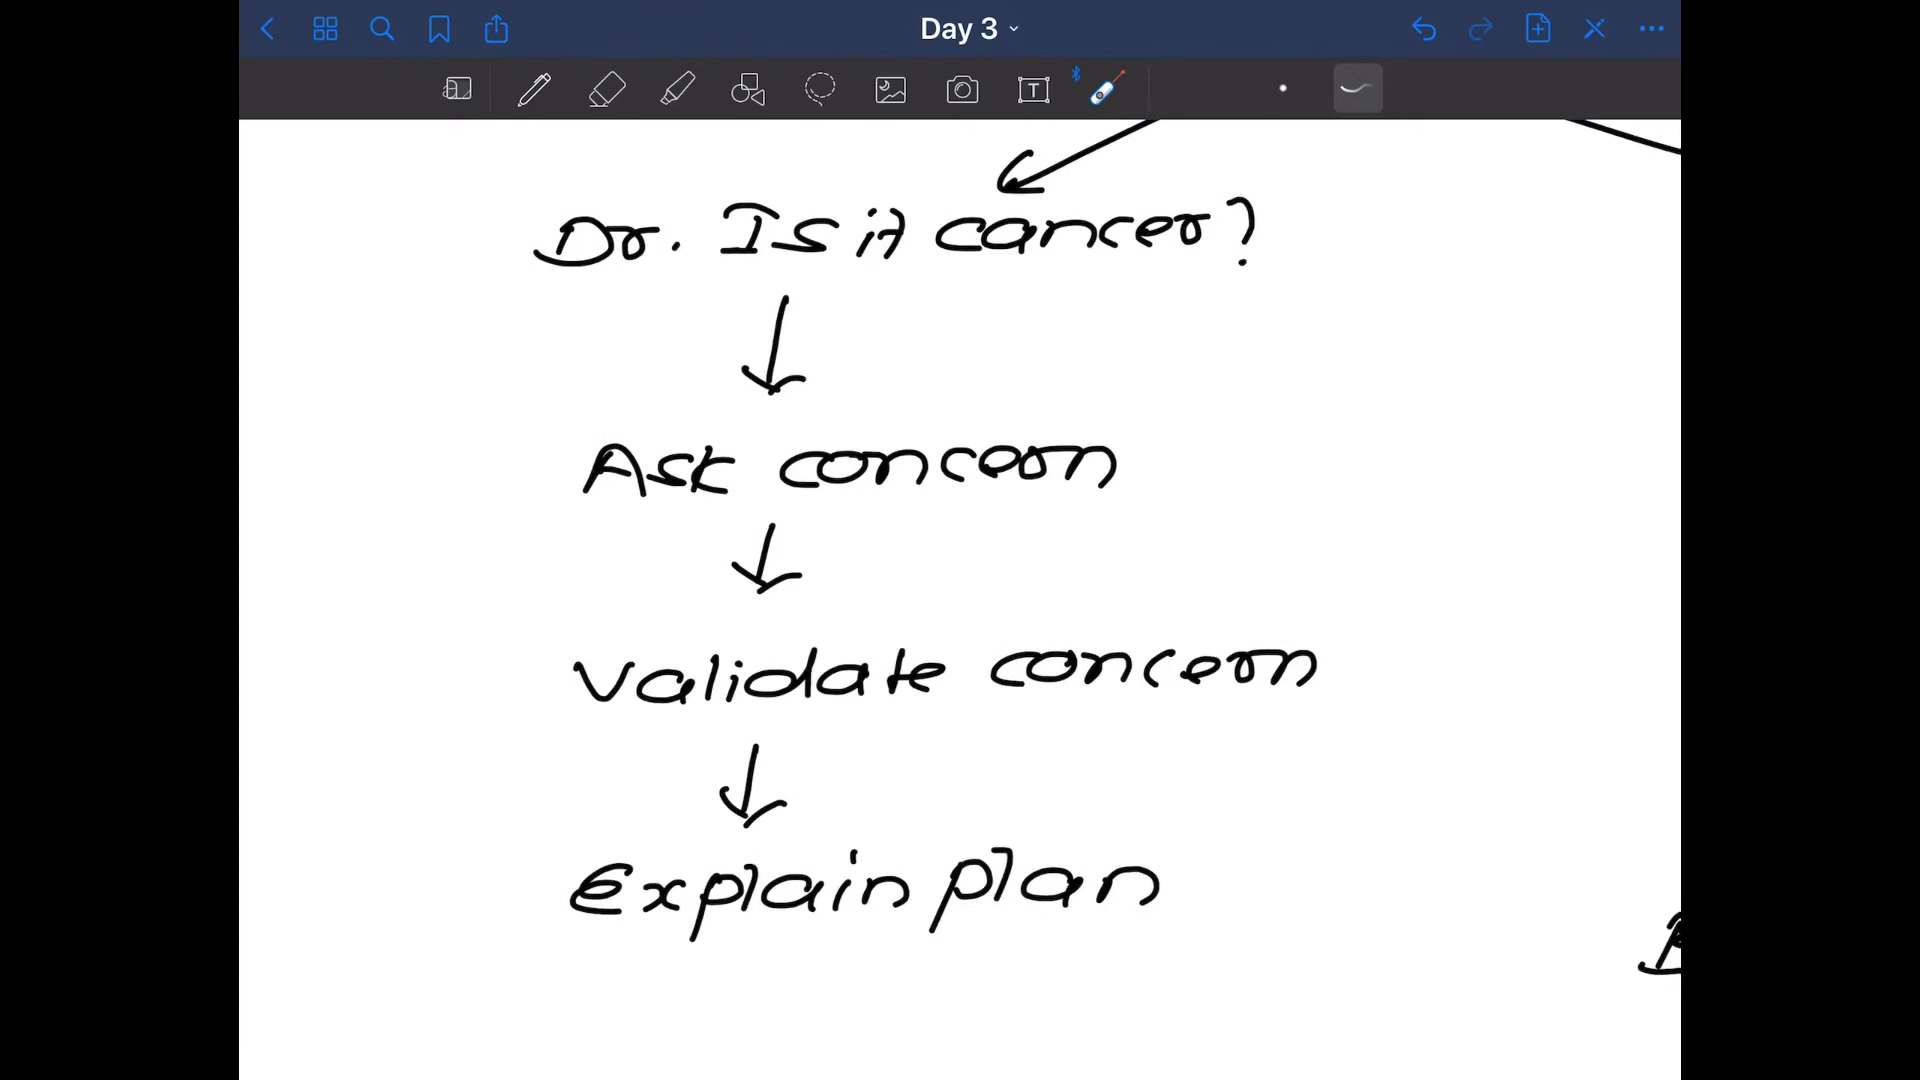 Day 3
T
Dr. Is it cancer?
Ask concern
Validate concern
Explain plan